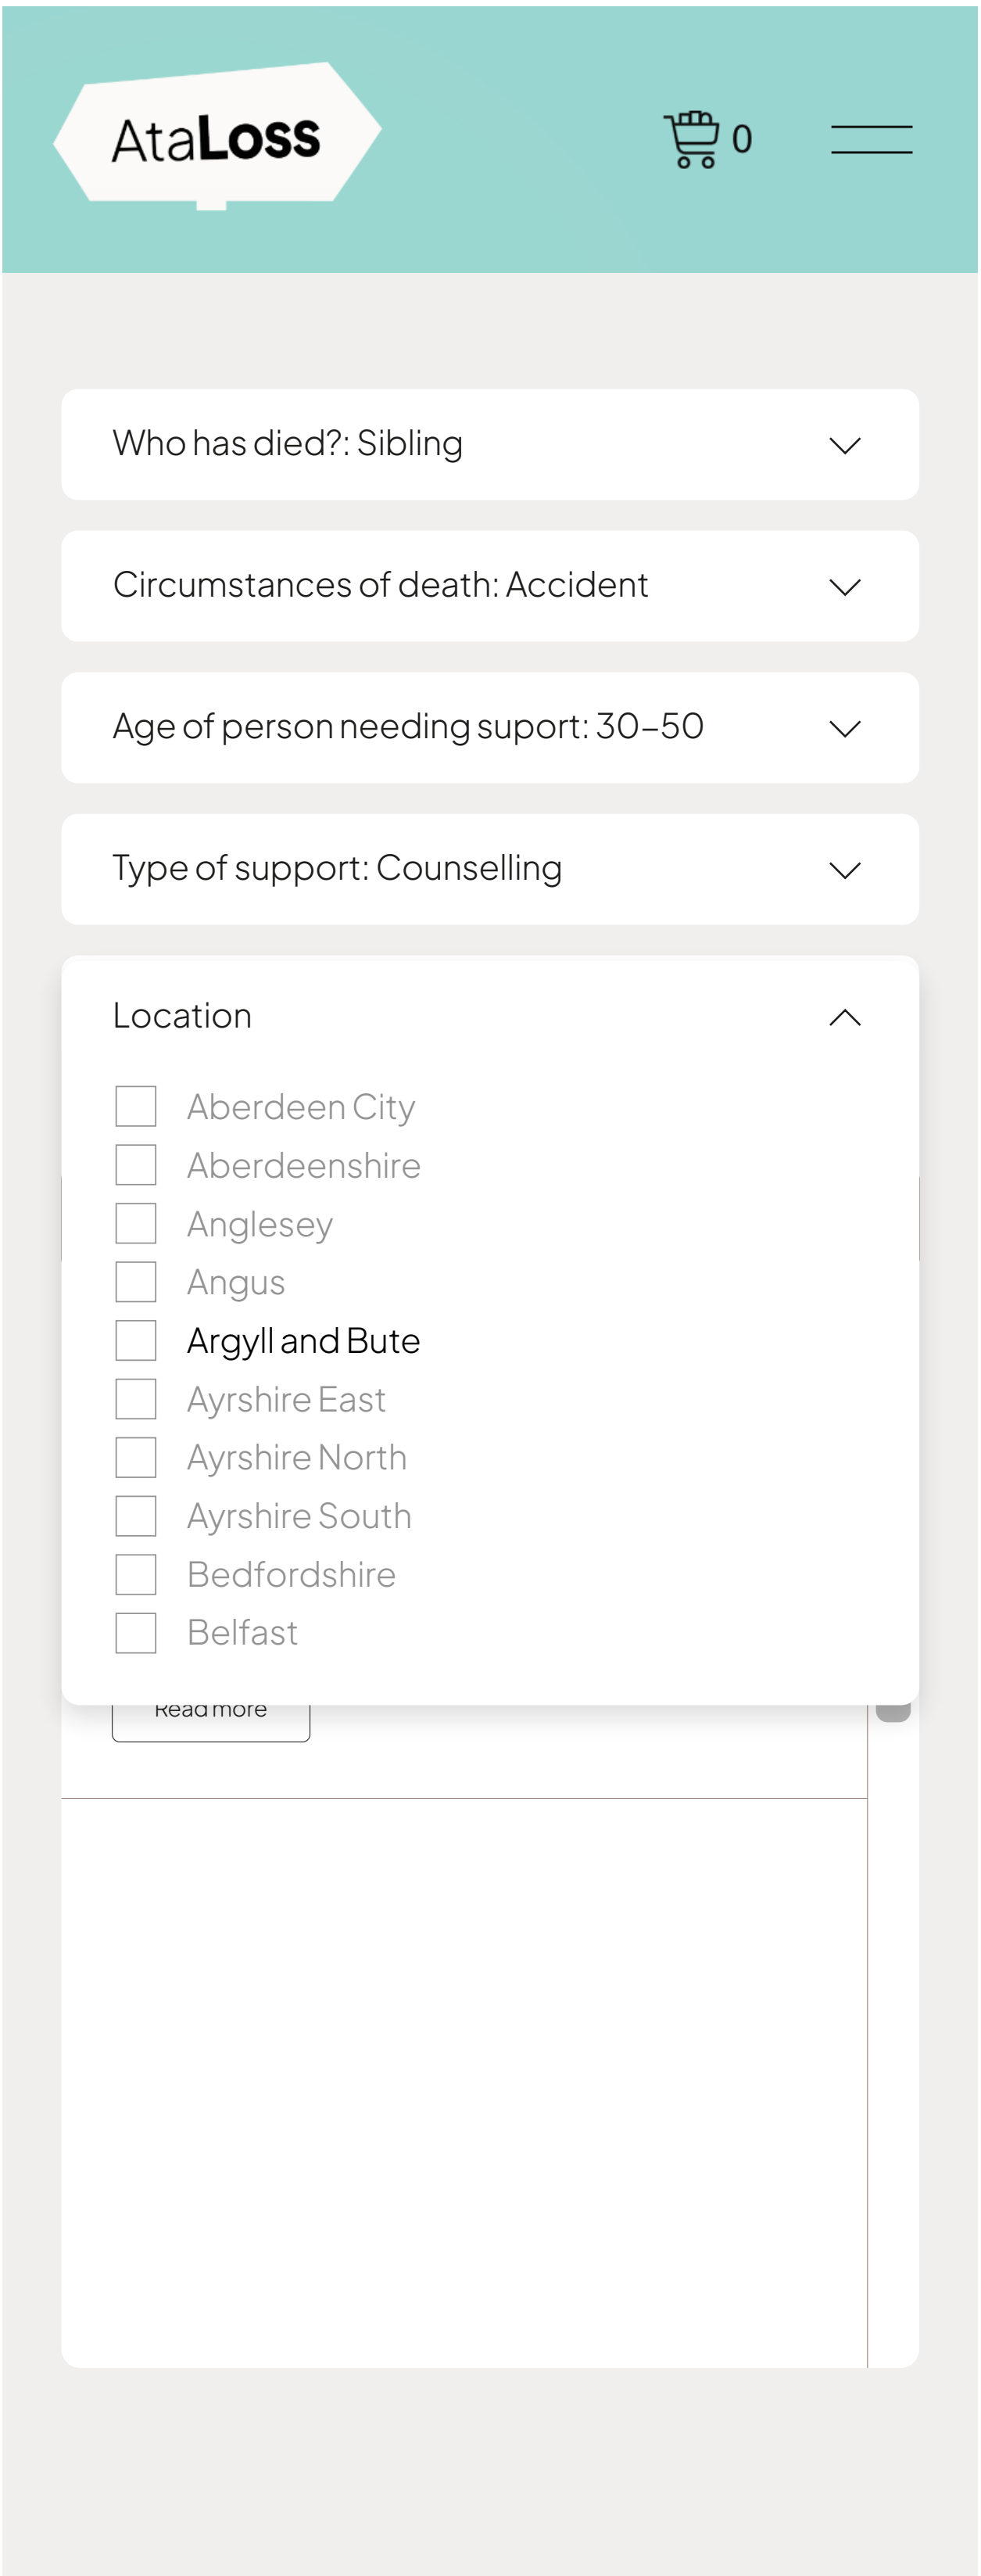 AtaLoss
0
Who has died?: Sibling
Circumstances of death: Accident
Age of person needing suport: 30–50
Type of support: Counselling
Location
Aberdeen City
Aberdeenshire
Anglesey
Angus
Argyll and Bute
Ayrshire East
Ayrshire North
Ayrshire South
Bedfordshire
Belfast
Read more